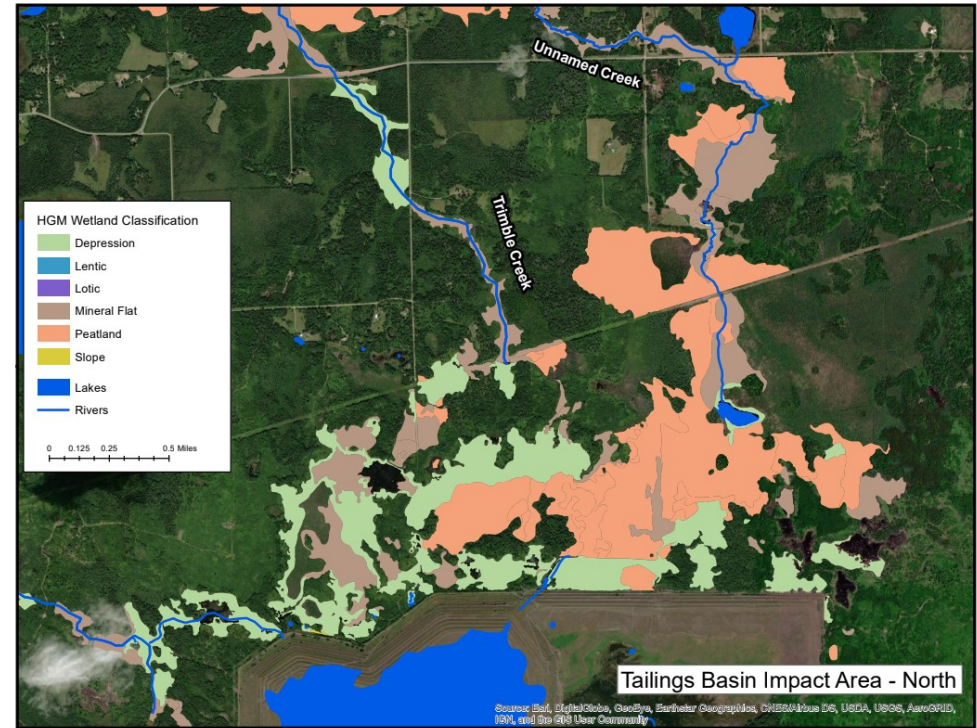 Unnamed Creek
Trimble Creek
HGM Wetland Classification
Depression
Lentic
Lotic
Mineral Flat
Peatland
Slope
Lakes
Rivers
0 0.125 0.25 0.5 Miles
Tailings Basin Impact Area - North
Source: Esri, DigitalGlobe, GeoEye, Earthstar Geographics, CNES/Airbus DS, USDA, USGS, AeroGRID,
IGN, and the GIS User Community